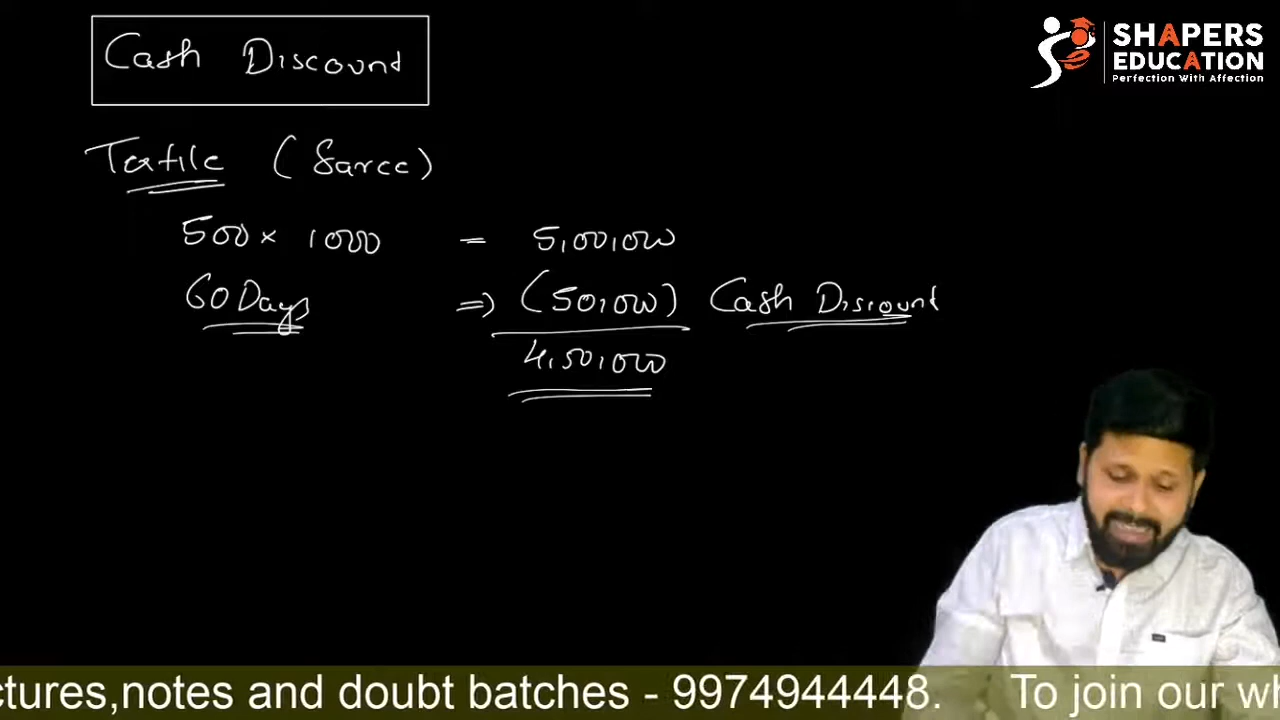 Cash Discount
SHAPERS
EDUCATION
Perfection With Affection
Textile (Saree)
500 × 1000 = 5,00,000
60 Days ⇒ (50,000) Cash Discount
4,50,000
ctures,notes and doubt batches - 9974944448. To join our wh